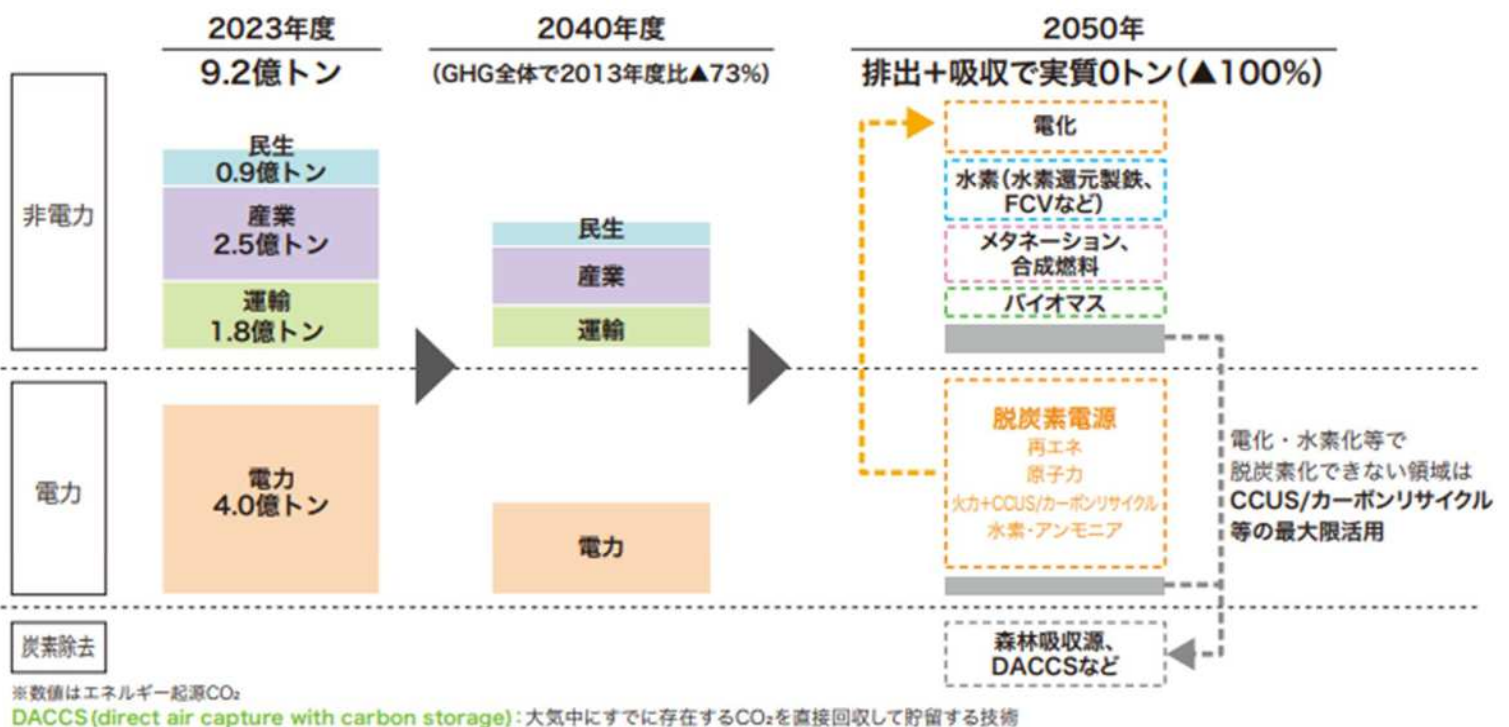 2023年度
9.2億トン
2040年度
(GHG全体で2013年度比▲73%)
2050年
排出+吸収で実質0トン(▲100%)
非電力
民生
0.9億トン
産業
2.5億トン
運輸
1.8億トン
民生
産業
運輸
電化
水素(水素還元製鉄、
FCVなど)
メタネーション、
合成燃料
バイオマス
電力
電力
4.0億トン
電力
脱炭素電源
再エネ
原子力
火力+CCUS/カーボンリサイクル
水素・アンモニア
電化・水素化等で
脱炭素化できない領域は
CCUS/カーボンリサイクル
等の最大限活用
炭素除去
森林吸収源、
DACCSなど
※数値はエネルギー起源CO₂
DACCS(direct air capture with carbon storage):大気中にすでに存在するCO₂を直接回収して貯留する技術